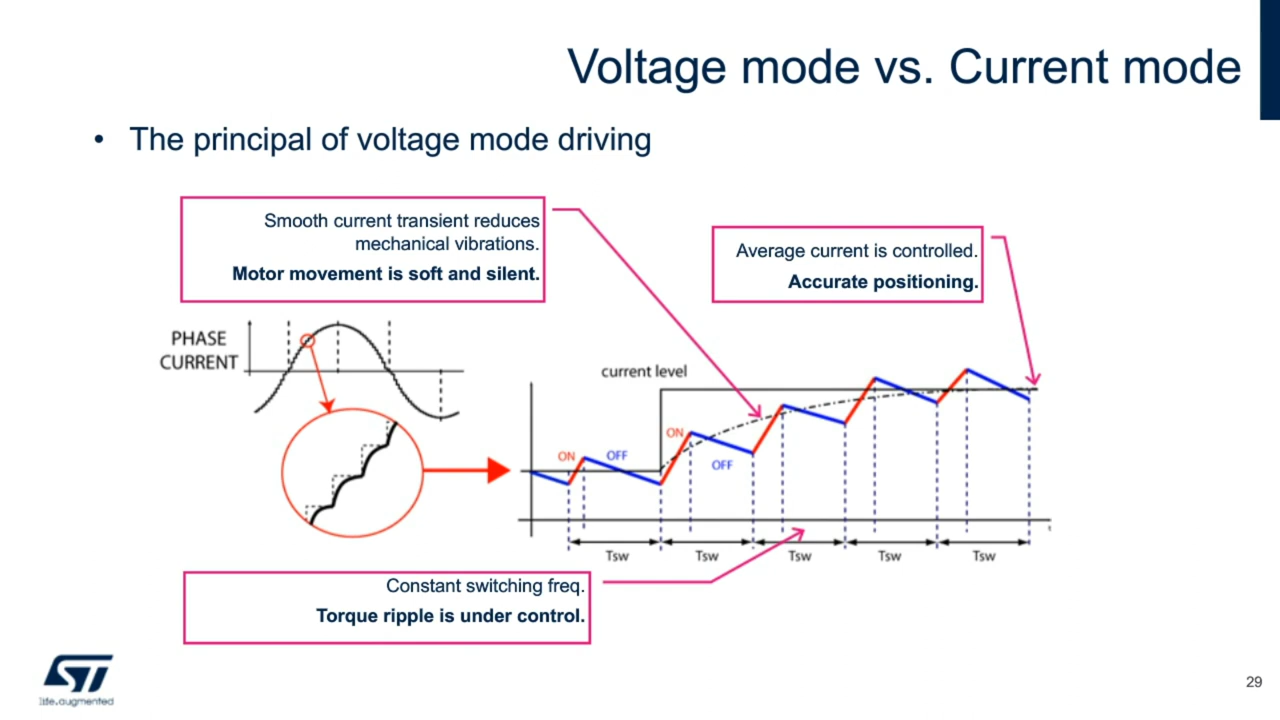 Voltage mode vs. Current mode
• The principal of voltage mode driving
Smooth current transient reduces
mechanical vibrations.
Motor movement is soft and silent.
Average current is controlled.
Accurate positioning.
PHASE
CURRENT
current level
ON
OFF
ON
OFF
t
Tsw
Tsw
Tsw
Tsw
Tsw
Constant switching freq.
Torque ripple is under control.
ST
life.augmented
29